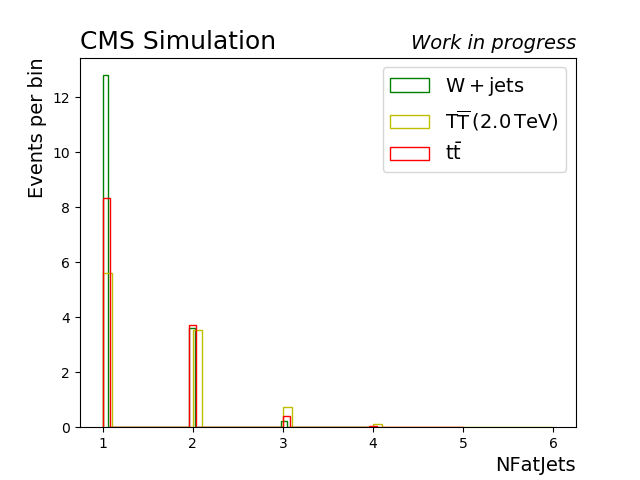 CMS Simulation Work in progress
Events per bin
12
10
8
6
4
2
0
W + jets
TT̅ (2.0 TeV)
tt̄
1 2 3 4 5 6
NFatJets